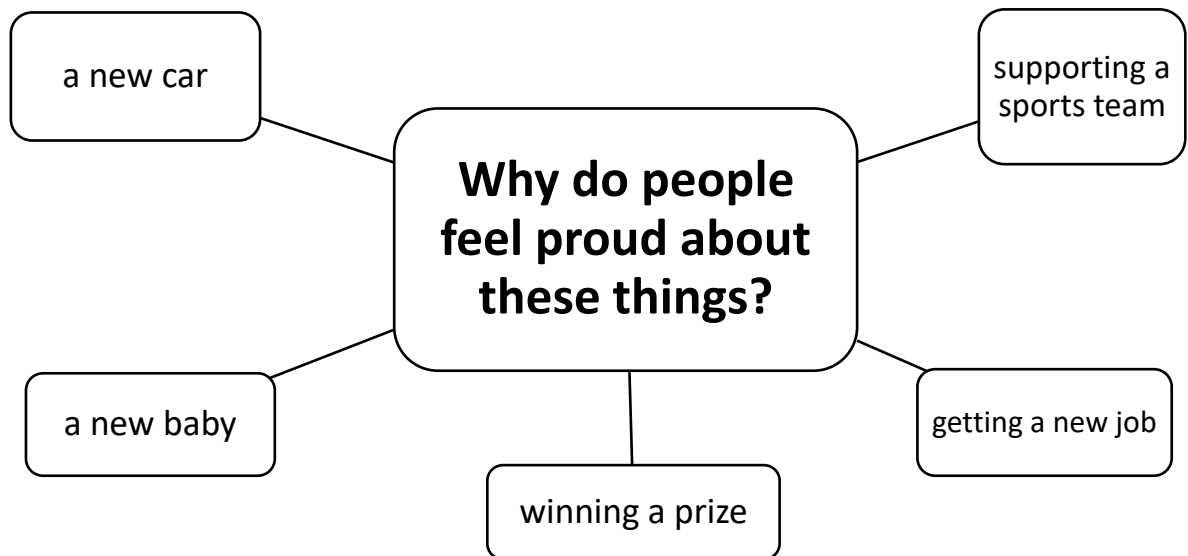 a new car
supporting a
sports team
Why do people
feel proud about
these things?
a new baby
getting a new job
winning a prize